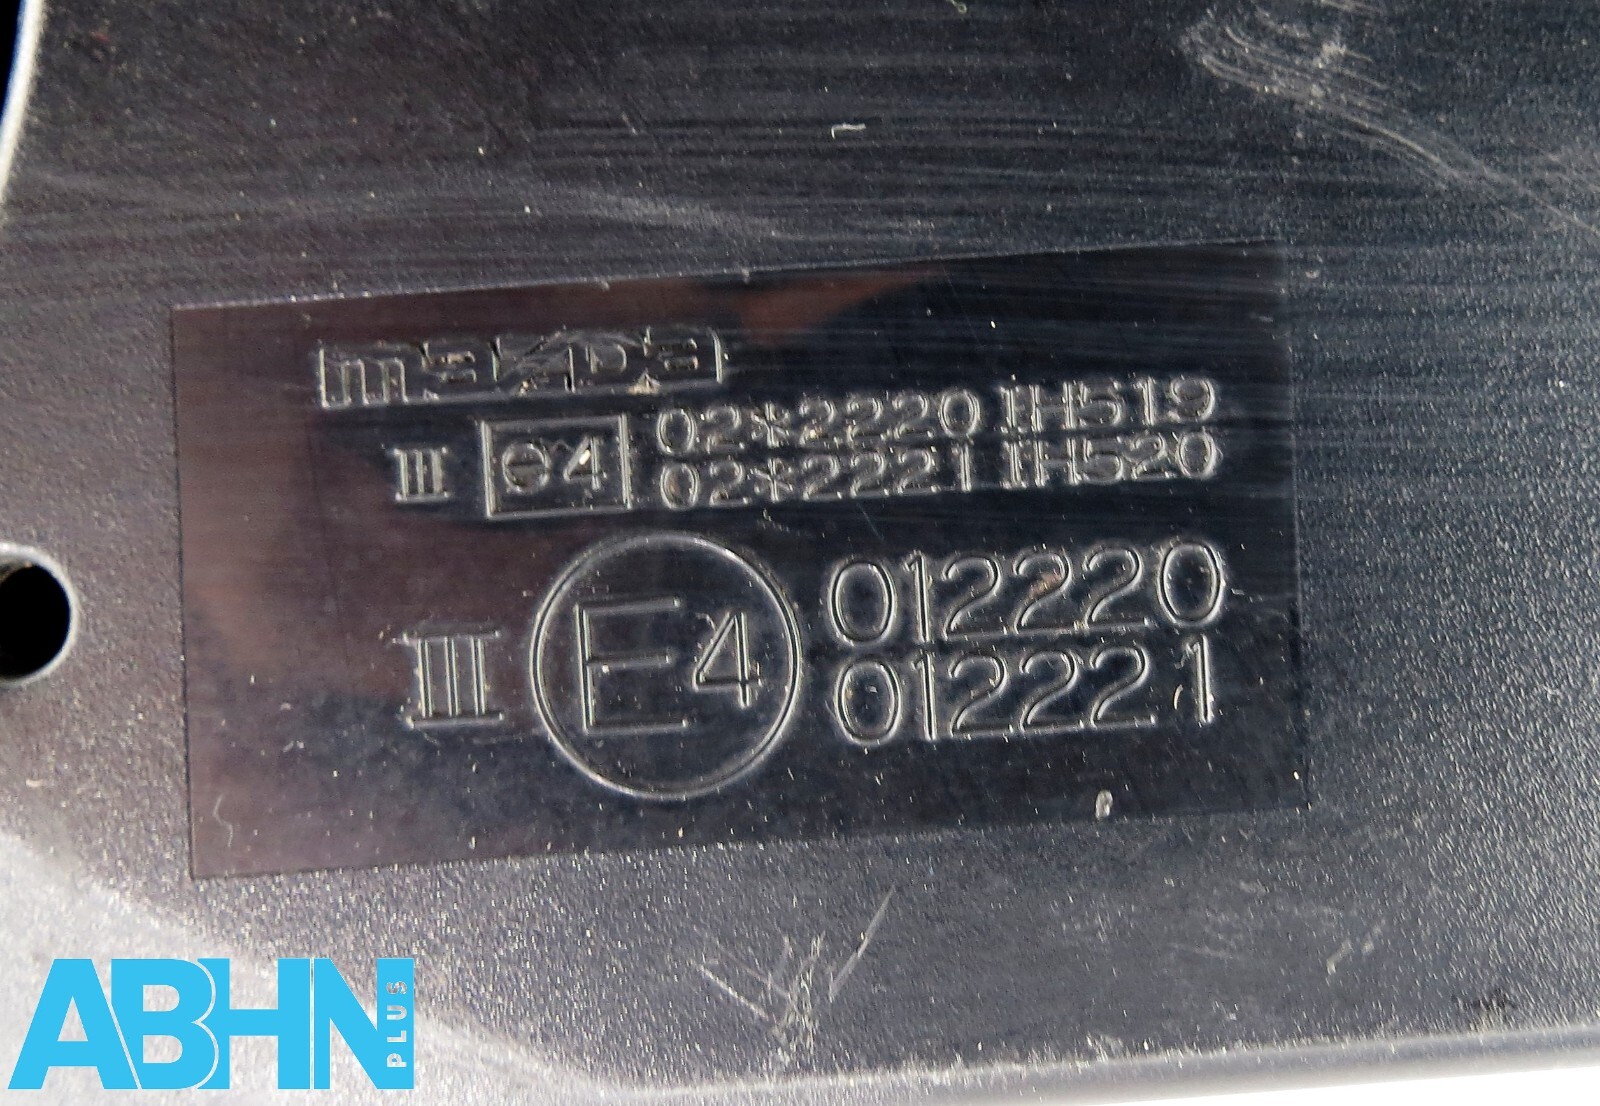 mazda
III e4 02*2220 IH519
02*2221 IH520
III E4 012220
012221
ABHN PLUS